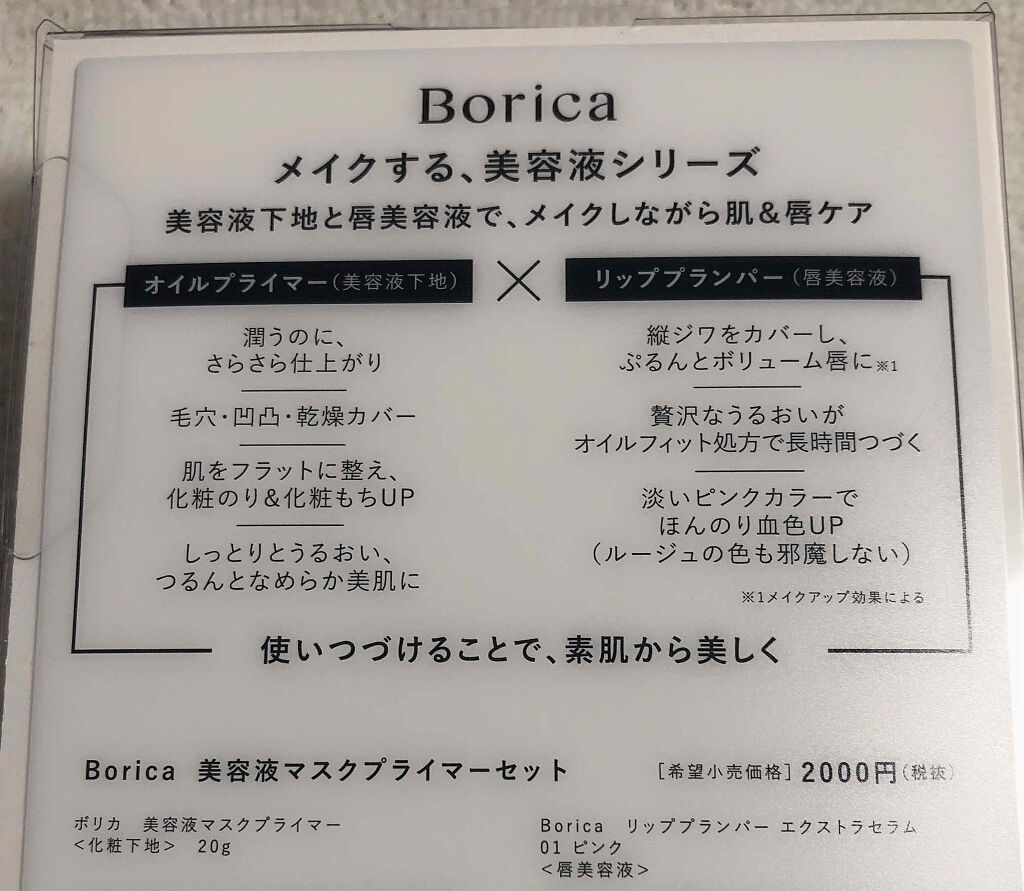 Borica
メイクする、美容液シリーズ
美容液下地と唇美容液で、メイクしながら肌&唇ケア
オイルプライマー（美容液下地）
潤うのに、
さらさら仕上がり
毛穴・凹凸・乾燥カバー
肌をフラットに整え、
化粧のり&化粧もちUP
しっとりとうるおい、
つるんとなめらか美肌に
×
リッププランパー（唇美容液）
縦ジワをカバーし、
ぷるんとボリューム唇に※1
贅沢なうるおいが
オイルフィット処方で長時間つづく
淡いピンクカラーで
ほんのり血色UP
（ルージュの色も邪魔しない）
※1メイクアップ効果による
使いつづけることで、素肌から美しく
Borica 美容液マスクプライマーセット
［希望小売価格］2000円（税抜）
ボリカ 美容液マスクプライマー
<化粧下地> 20g
Borica リッププランパー エクストラセラム
01 ピンク
<唇美容液>